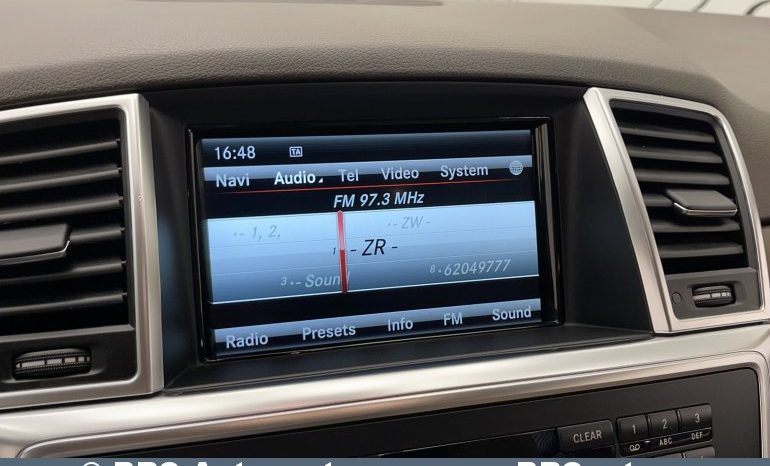 16:48 TA
Navi Audio Tel Video System
FM 97.3 MHz
- 1, 2, - ZW -
1 - ZR -
3 - Soun 8 62049777
Radio Presets Info FM Sound
CLEAR 1 2 ABC 3 DEF